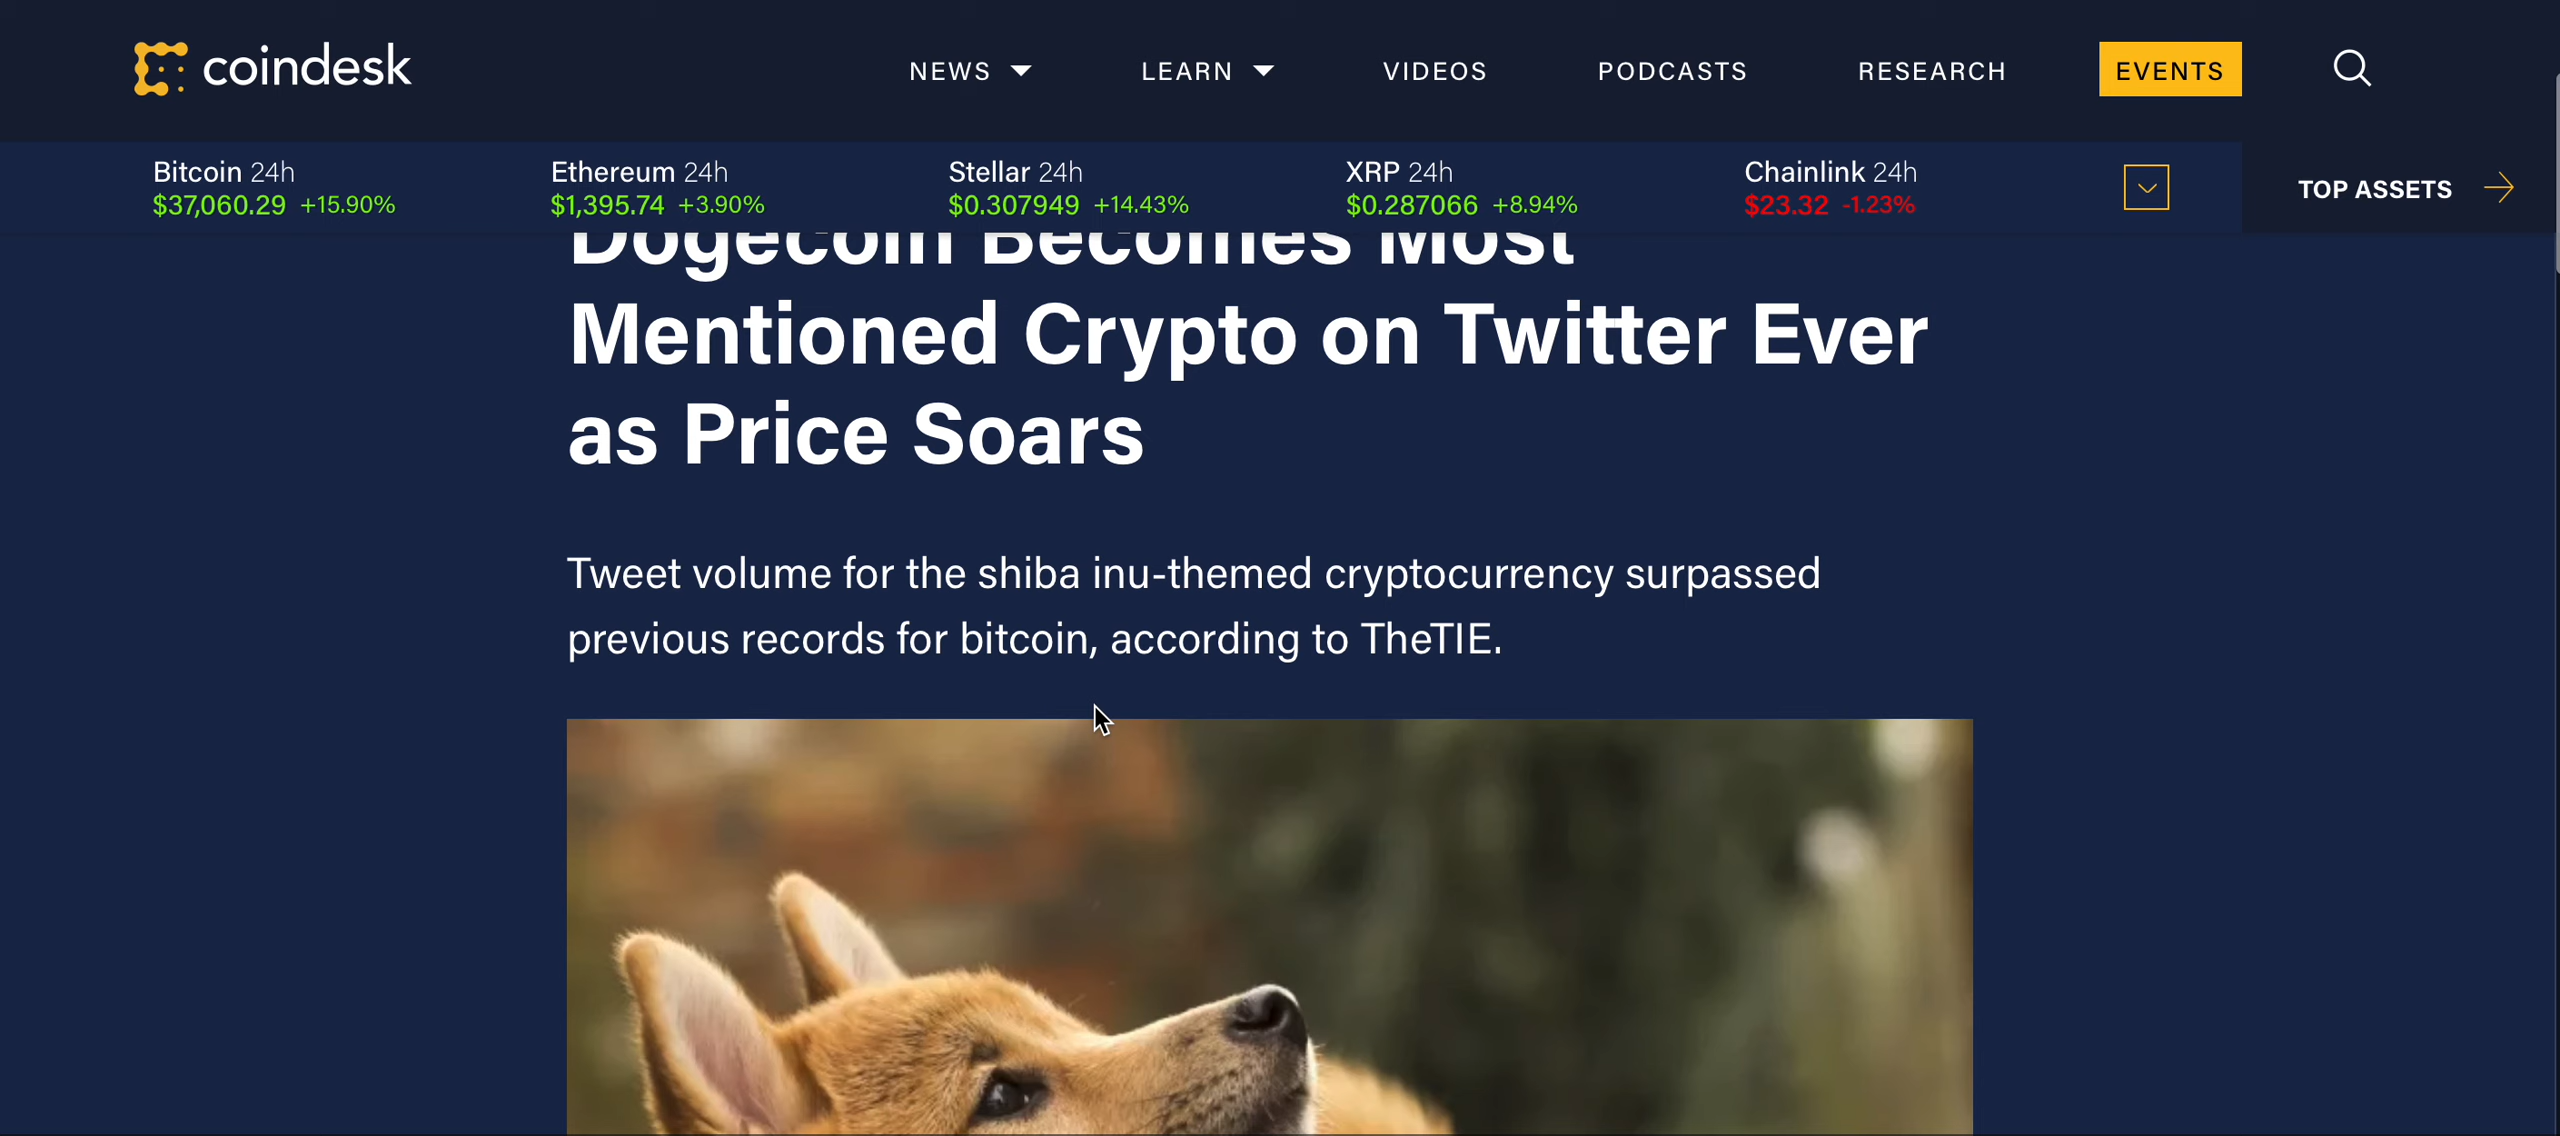 coindesk
NEWS LEARN VIDEOS PODCASTS RESEARCH EVENTS
Bitcoin 24h
$37,060.29 +15.90%
Ethereum 24h
$1,395.74 +3.90%
Stellar 24h
$0.307949 +14.43%
XRP 24h
$0.287066 +8.94%
Chainlink 24h
$23.32 -1.23%
TOP ASSETS
Dogecoin Becomes Most
Mentioned Crypto on Twitter Ever
as Price Soars
Tweet volume for the shiba inu-themed cryptocurrency surpassed
previous records for bitcoin, according to TheTIE.